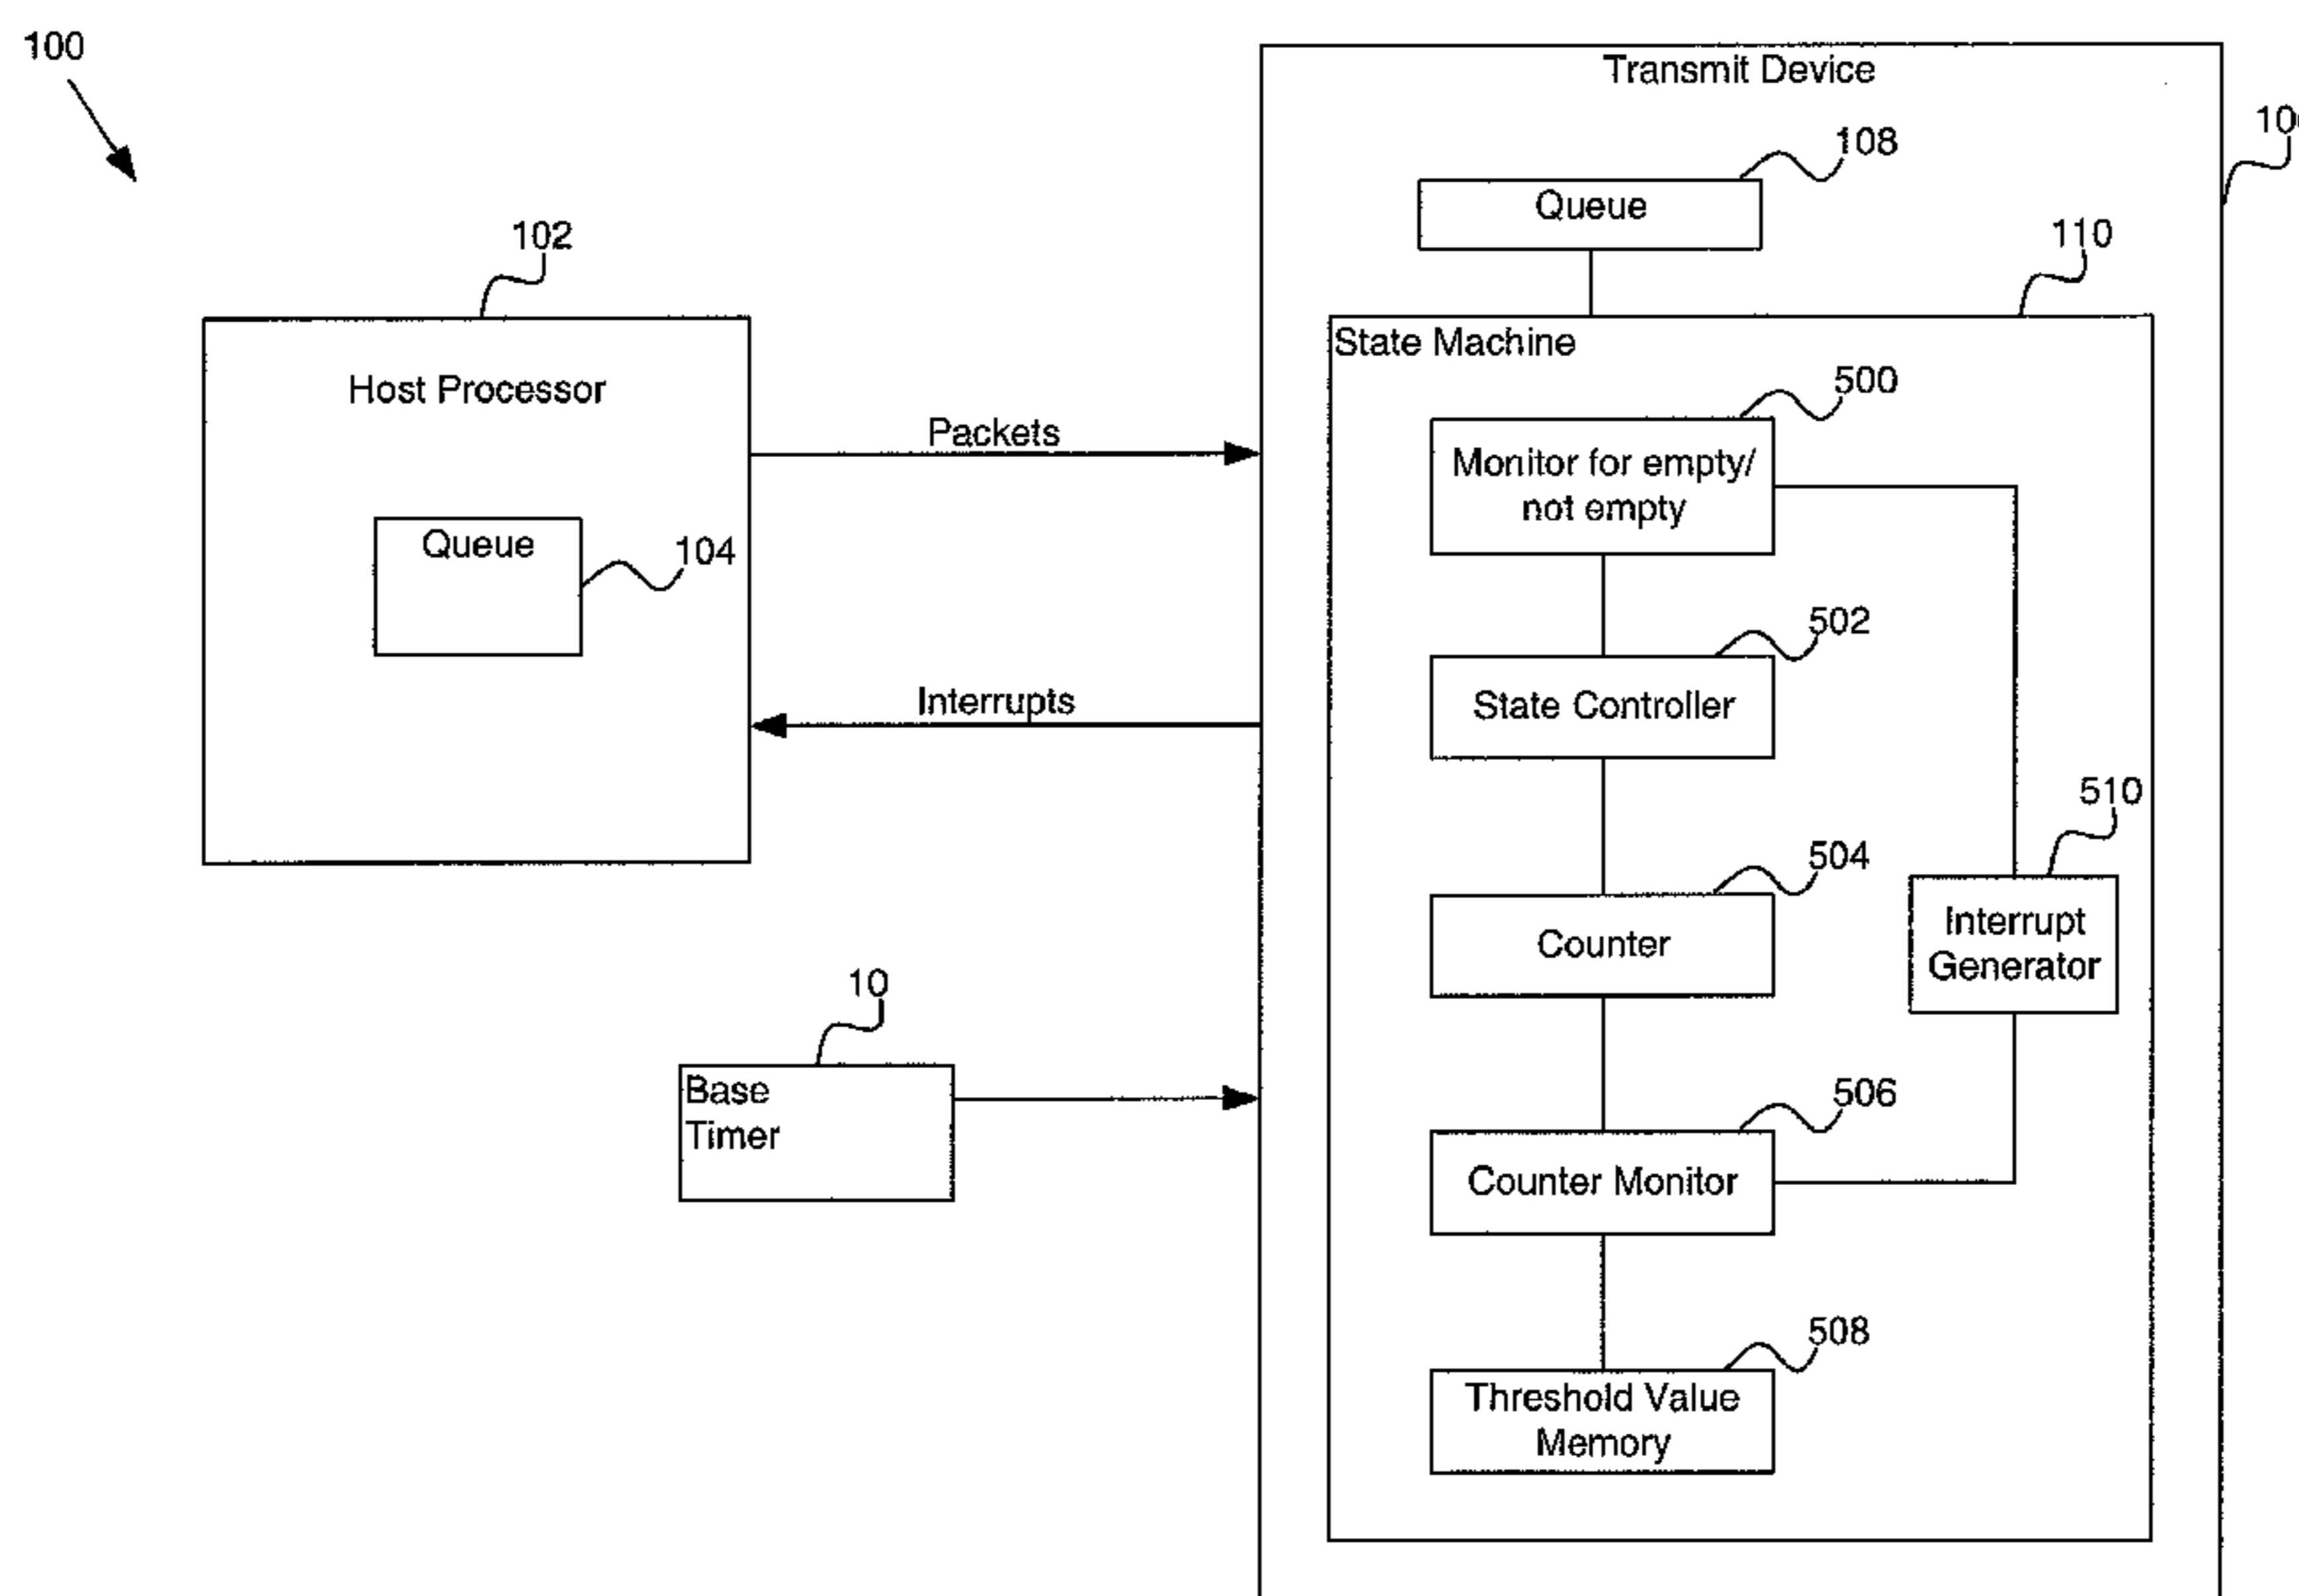 100
Transmit Device
108
Queue
110
102
State Machine
Host Processor
500
Packets
Monitor for empty/
not empty
Queue
104
502
Interrupts
State Controller
510
504
Counter
Interrupt
Generator
10
Base
Timer
506
Counter Monitor
508
Threshold Value
Memory